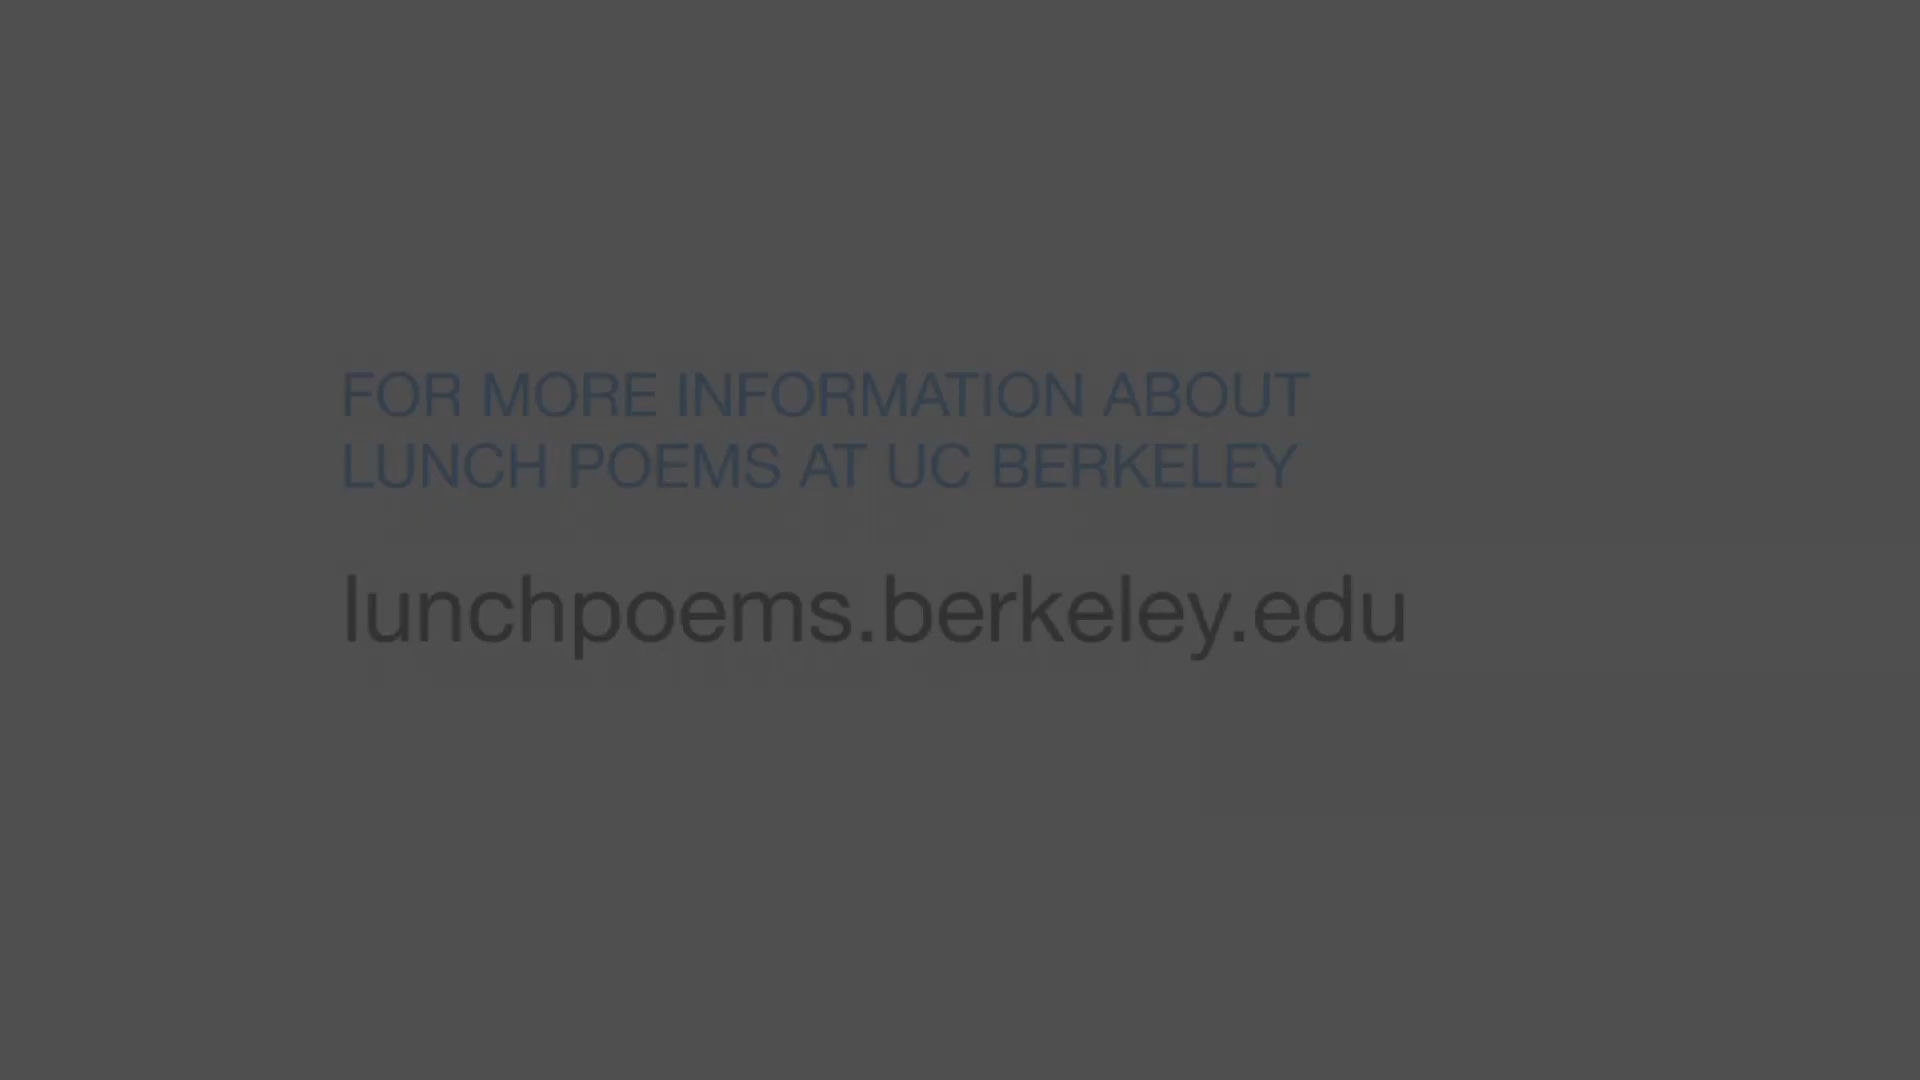 FOR MORE INFORMATION ABOUT
LUNCH POEMS AT UC BERKELEY
lunchpoems.berkeley.edu